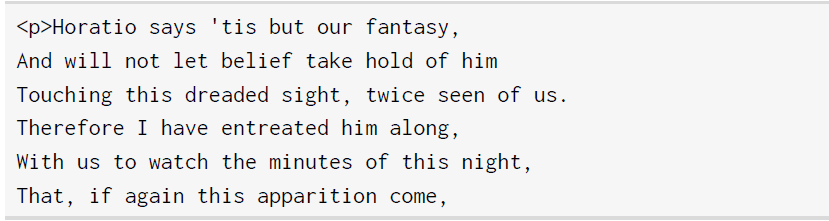 <p>Horatio says 'tis but our fantasy,
And will not let belief take hold of him
Touching this dreaded sight, twice seen of us.
Therefore I have entreated him along,
With us to watch the minutes of this night,
That, if again this apparition come,